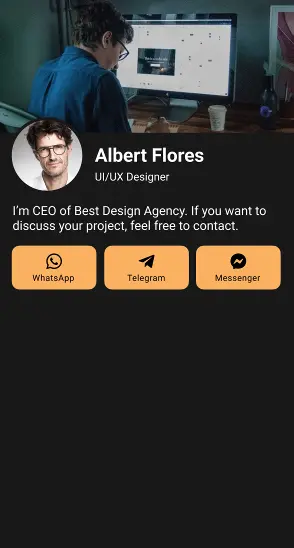 Albert Flores
UI/UX Designer
I'm CEO of Best Design Agency. If you want to
discuss your project, feel free to contact.
WhatsApp
Telegram
Messenger